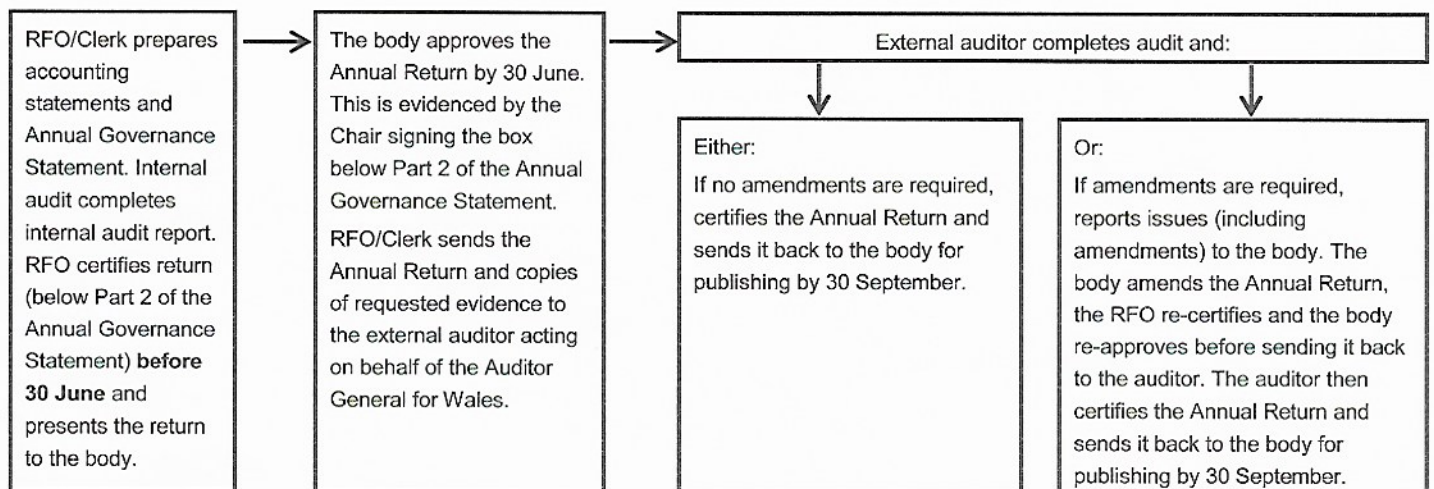 RFO/Clerk prepares
accounting
statements and
Annual Governance
Statement. Internal
audit completes
internal audit report.
RFO certifies return
(below Part 2 of the
Annual Governance
Statement) before
30 June and
presents the return
to the body.
The body approves the
Annual Return by 30 June.
This is evidenced by the
Chair signing the box
below Part 2 of the Annual
Governance Statement.
RFO/Clerk sends the
Annual Return and copies
of requested evidence to
the external auditor acting
on behalf of the Auditor
General for Wales.
External auditor completes audit and:
Either:
If no amendments are required,
certifies the Annual Return and
sends it back to the body for
publishing by 30 September.
Or:
If amendments are required,
reports issues (including
amendments) to the body. The
body amends the Annual Return,
the RFO re-certifies and the body
re-approves before sending it back
to the auditor. The auditor then
certifies the Annual Return and
sends it back to the body for
publishing by 30 September.